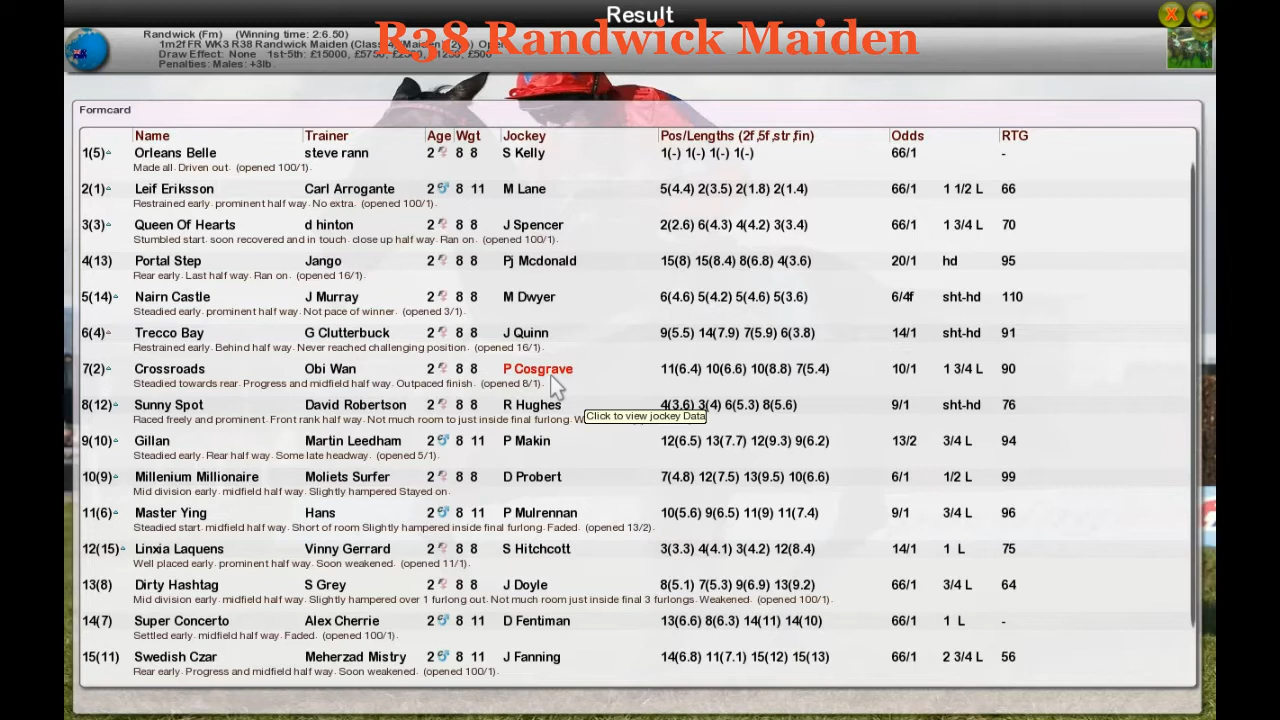 Result
R38 Randwick Maiden
Randwick (Fm) (Winning time: 2:6.50)
1m2f FR WK3 R38 Randwick Maiden (Class 4) Maiden
Draw Effect: None 1st-5th: £15000, £5750, £500
Penalties: Males: +3lb
Formcard
Name Trainer Age Wgt Jockey Pos/Lengths (2f,5f,str,fin) Odds RTG
1(5) Orleans Belle steve rann 2 8 8 S Kelly 1(-) 1(-) 1(-) 1(-) 66/1 -
Made all. Driven out. (opened 100/1).
2(1) Leif Eriksson Carl Arrogante 2 8 11 M Lane 5(4.4) 2(3.5) 2(1.8) 2(1.4) 66/1 1 1/2 L 66
Restrained early. prominent half way. No extra. (opened 100/1).
3(3) Queen Of Hearts d hinton 2 8 8 J Spencer 2(2.6) 6(4.3) 4(4.2) 3(3.4) 66/1 1 3/4 L 70
Stumbled start. soon recovered and in touch. close up half way. Ran on. (opened 100/1).
4(13) Portal Step Jango 2 8 8 Pj Mcdonald 15(8) 15(8.4) 8(6.8) 4(3.6) 20/1 hd 95
Rear early. Last half way. Ran on. (opened 16/1).
5(14) Nairn Castle J Murray 2 8 8 M Dwyer 6(4.6) 5(4.2) 5(4.6) 5(3.6) 6/4f sht-hd 110
Steadied early. prominent half way. Not pace of winner. (opened 3/1).
6(4) Trecco Bay G Clutterbuck 2 8 8 J Quinn 9(5.5) 14(7.9) 7(5.9) 6(3.8) 14/1 sht-hd 91
Restrained early. Behind half way. Never reached challenging position. (opened 16/1).
7(2) Crossroads Obi Wan 2 8 8 P Cosgrave 11(6.4) 10(6.6) 10(8.8) 7(5.4) 10/1 1 3/4 L 90
Steadied towards rear. Progress and midfield half way. Outpaced finish. (opened 8/1).
8(12) Sunny Spot David Robertson 2 8 8 R Hughes 4(3.6) 3(4) 6(5.3) 8(5.6) 9/1 sht-hd 76
Click to view jockey Data
Raced freely and prominent. Front rank half way. Not much room to just inside final furlong.
9(10) Gillan Martin Leedham 2 8 11 P Makin 12(6.5) 13(7.7) 12(9.3) 9(6.2) 13/2 3/4 L 94
Steadied early. Rear half way. Some late headway. (opened 5/1).
10(9) Millenium Millionaire Moliets Surfer 2 8 8 D Probert 7(4.8) 12(7.5) 13(9.5) 10(6.6) 6/1 1/2 L 99
Mid division early. midfield half way. Slightly hampered Stayed on.
11(6) Master Ying Hans 2 8 11 P Mulrennan 10(5.6) 9(6.5) 11(9) 11(7.4) 9/1 3/4 L 96
Steadied start. midfield half way. Short of room Slightly hampered inside final furlong. Faded. (opened 13/2).
12(15) Linxia Laquens Vinny Gerrard 2 8 8 S Hitchcott 3(3.3) 4(4.1) 3(4.2) 12(8.4) 14/1 1 L 75
Well placed early. prominent half way. Soon weakened. (opened 11/1).
13(8) Dirty Hashtag S Grey 2 8 8 J Doyle 8(5.1) 7(5.3) 9(6.9) 13(9.2) 66/1 3/4 L 64
Mid division early. midfield half way. Slightly hampered over 1 furlong out. Not much room just inside final 3 furlongs. Weakened. (opened 100/1).
14(7) Super Concerto Alex Cherrie 2 8 11 D Fentiman 13(6.6) 8(6.3) 14(11) 14(10) 66/1 1 L -
Settled early. midfield half way. Faded. (opened 100/1).
15(11) Swedish Czar Meherzad Mistry 2 8 11 J Fanning 14(6.8) 11(7.1) 15(12) 15(13) 66/1 2 3/4 L 56
Rear early. Progress and midfield half way. Soon weakened. (opened 100/1).